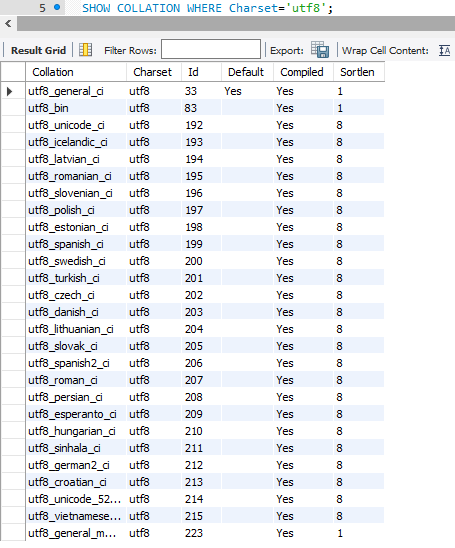 5 SHOW COLLATION WHERE Charset='utf8';
Result Grid Filter Rows: Export: Wrap Cell Content:
Collation Charset Id Default Compiled Sortlen
utf8_general_ci utf8 33 Yes Yes 1
utf8_bin utf8 83 Yes 1
utf8_unicode_ci utf8 192 Yes 8
utf8_icelandic_ci utf8 193 Yes 8
utf8_latvian_ci utf8 194 Yes 8
utf8_romanian_ci utf8 195 Yes 8
utf8_slovenian_ci utf8 196 Yes 8
utf8_polish_ci utf8 197 Yes 8
utf8_estonian_ci utf8 198 Yes 8
utf8_spanish_ci utf8 199 Yes 8
utf8_swedish_ci utf8 200 Yes 8
utf8_turkish_ci utf8 201 Yes 8
utf8_czech_ci utf8 202 Yes 8
utf8_danish_ci utf8 203 Yes 8
utf8_lithuanian_ci utf8 204 Yes 8
utf8_slovak_ci utf8 205 Yes 8
utf8_spanish2_ci utf8 206 Yes 8
utf8_roman_ci utf8 207 Yes 8
utf8_persian_ci utf8 208 Yes 8
utf8_esperanto_ci utf8 209 Yes 8
utf8_hungarian_ci utf8 210 Yes 8
utf8_sinhala_ci utf8 211 Yes 8
utf8_german2_ci utf8 212 Yes 8
utf8_croatian_ci utf8 213 Yes 8
utf8_unicode_52... utf8 214 Yes 8
utf8_vietnamese... utf8 215 Yes 8
utf8_general_m... utf8 223 Yes 1